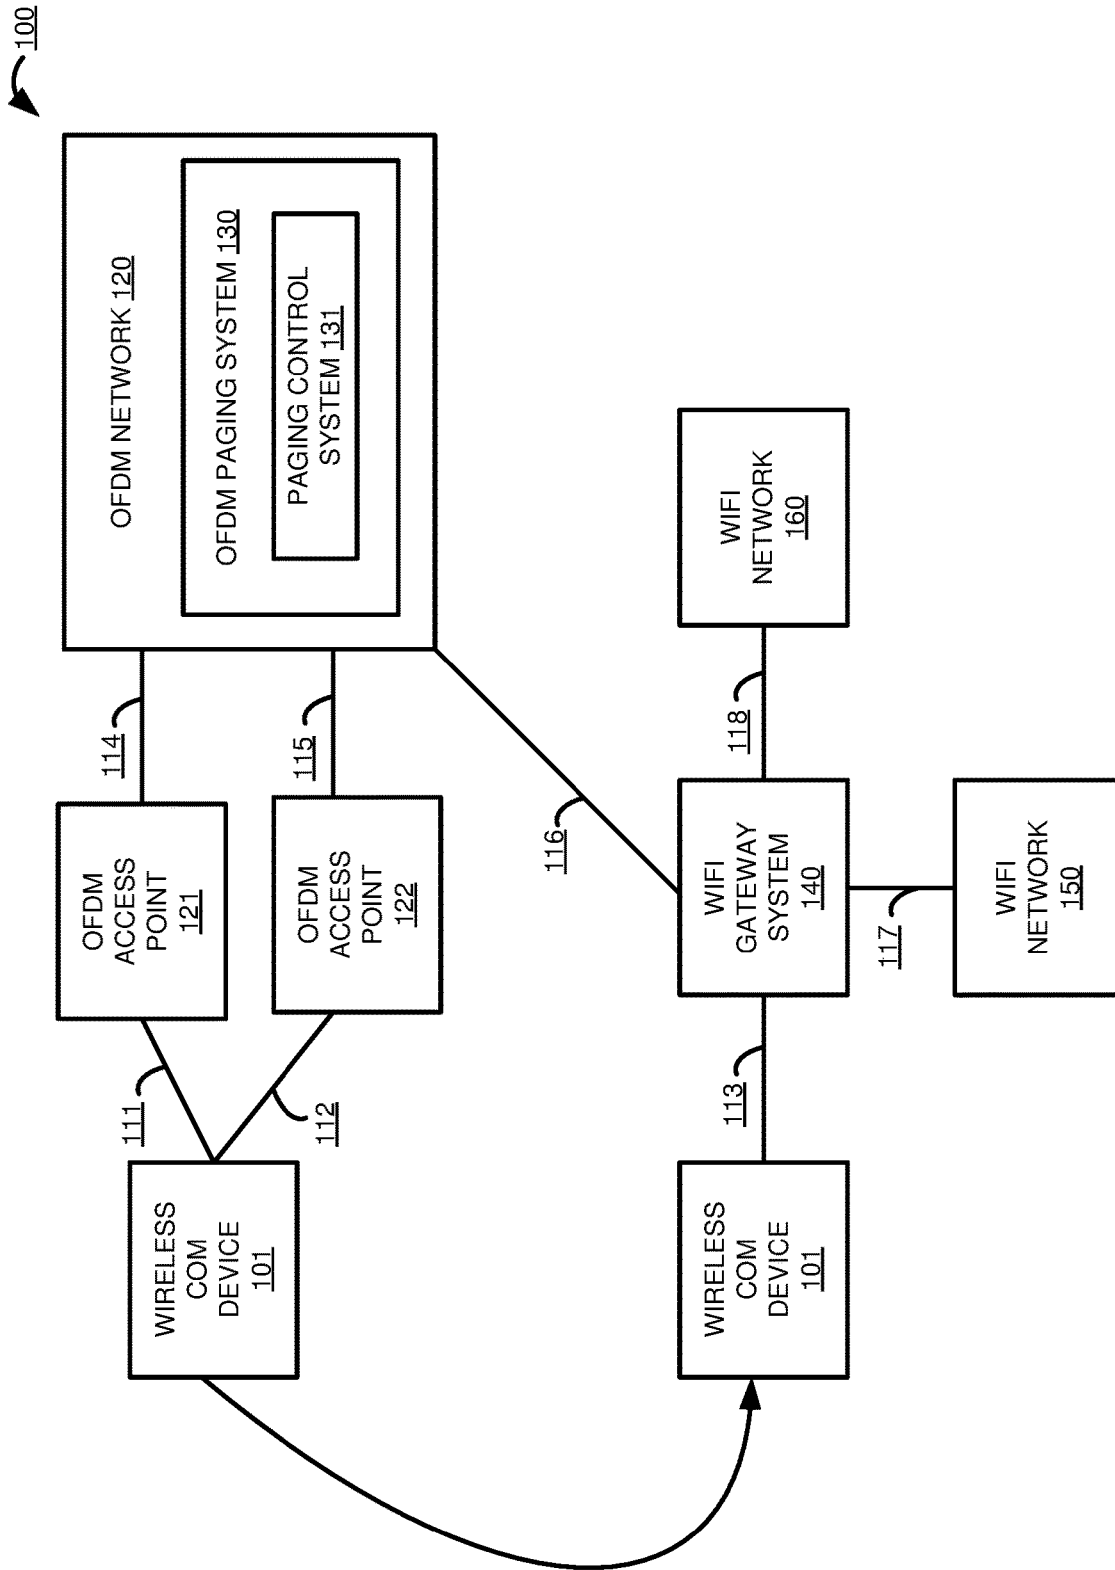 100
OFDM NETWORK 120
OFDM PAGING SYSTEM 130
PAGING CONTROL
SYSTEM 131
114
115
OFDM
ACCESS
POINT
121
OFDM
ACCESS
POINT
122
111
112
WIRELESS
COM
DEVICE
101
116
WIFI
NETWORK
160
118
WIFI
GATEWAY
SYSTEM
140
117
WIFI
NETWORK
150
113
WIRELESS
COM
DEVICE
101